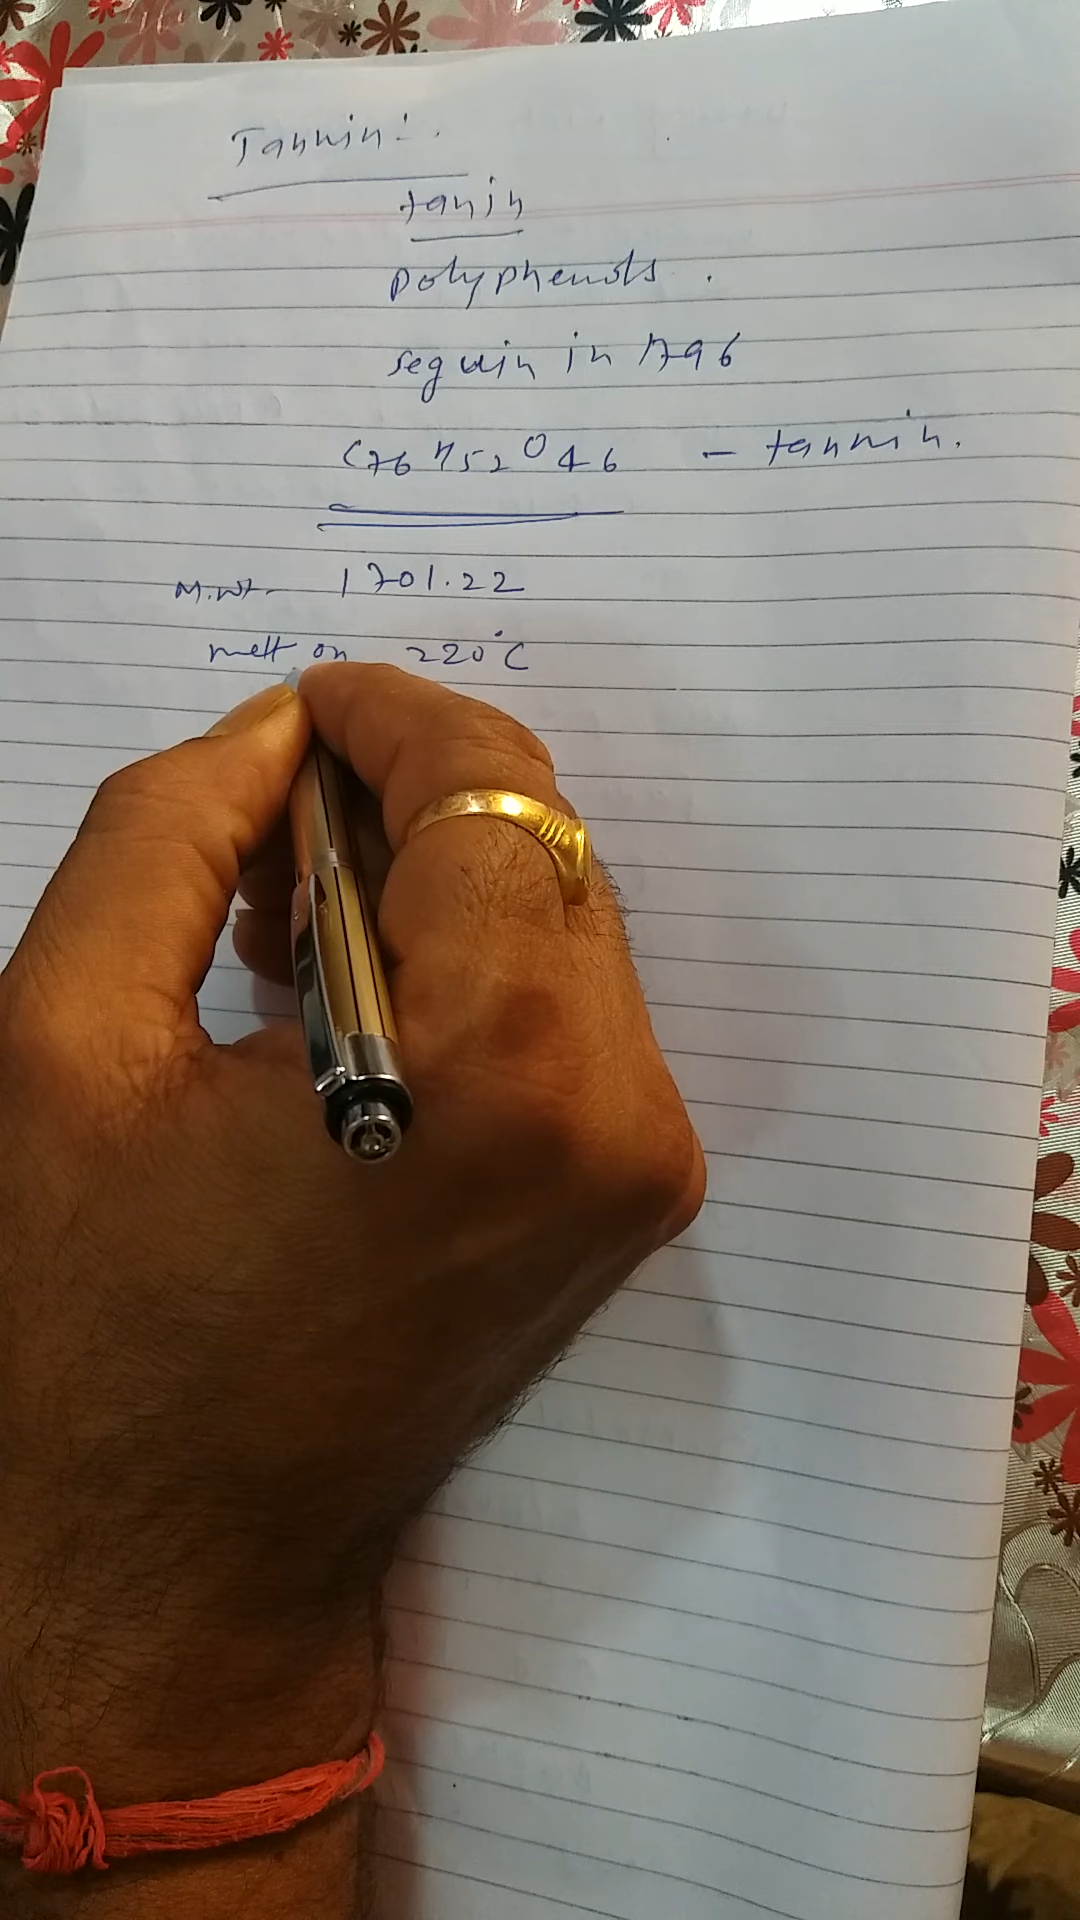 Tannin :- .
tanin
polyphenols .
seguin in 1796
C76 H52 O46 - tannin.
M.wt. 1701.22
melt on 220°C